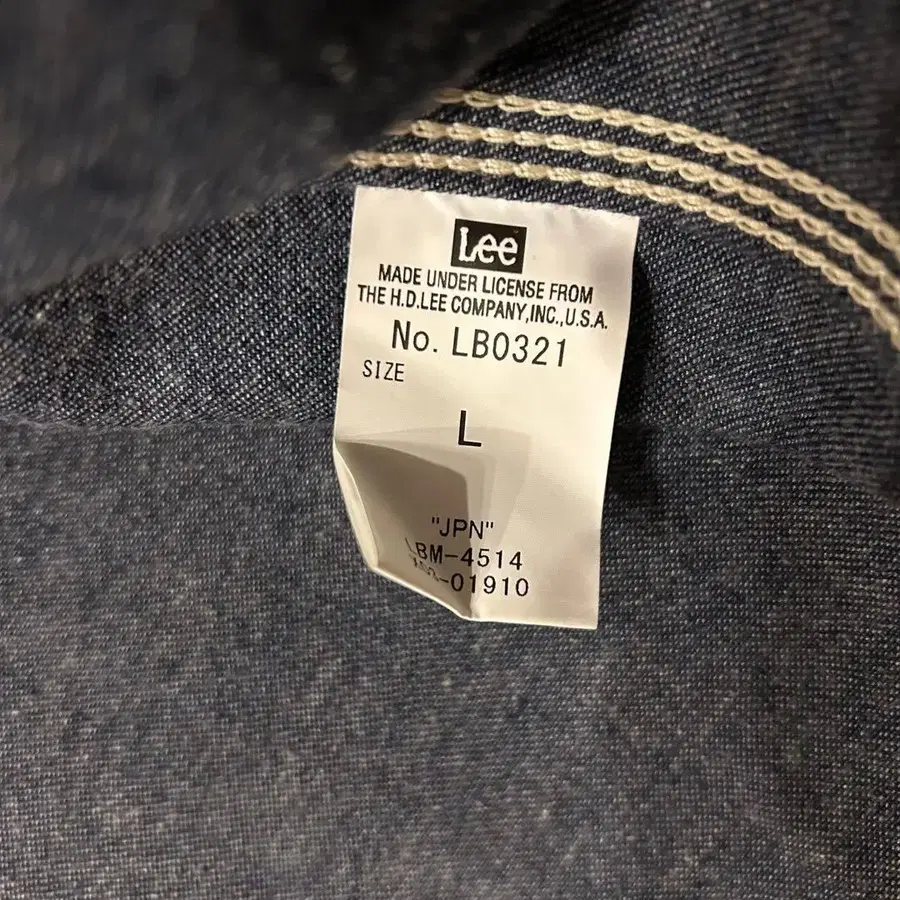 Lee
MADE UNDER LICENSE FROM
THE H.D.LEE COMPANY,INC.,U.S.A.
No. LB0321
SIZE
L
"JPN"
LBM-4514
-01910